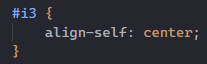 #i3 {
    align-self: center;
}